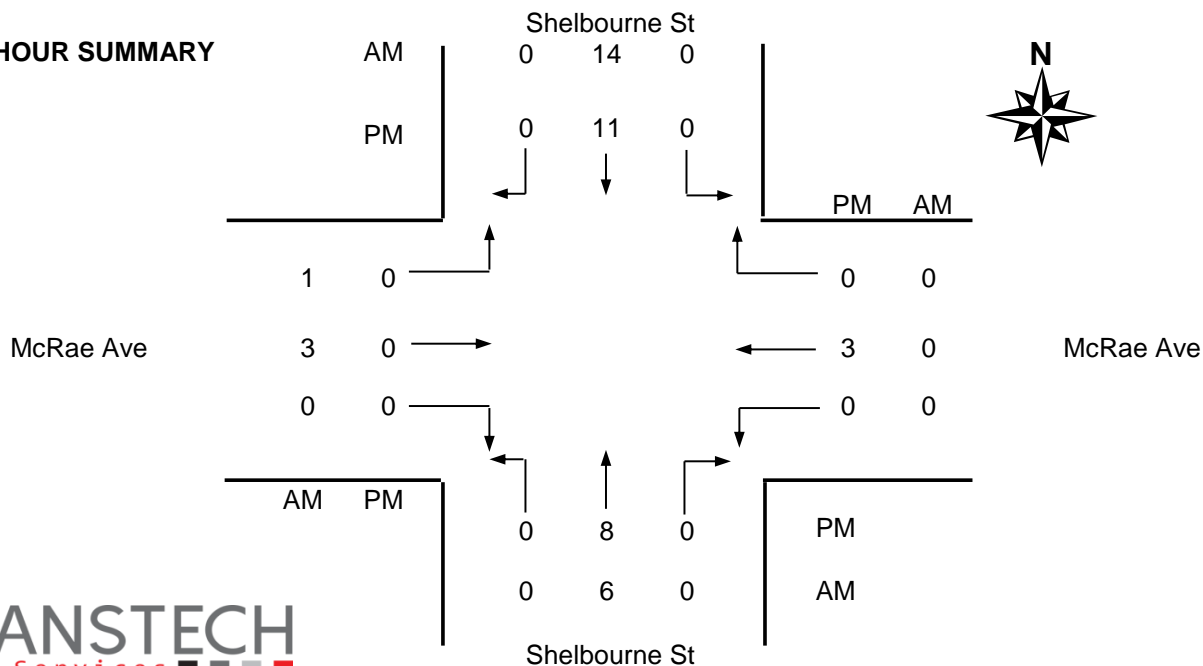 Shelbourne St
HOUR SUMMARY AM 0 14 0 N
PM 0 11 0
PM AM
1 0 0 0
McRae Ave 3 0 3 0 McRae Ave
0 0 0 0
AM PM
0 8 0 PM
0 6 0 AM
ANSTECH
Services
Shelbourne St